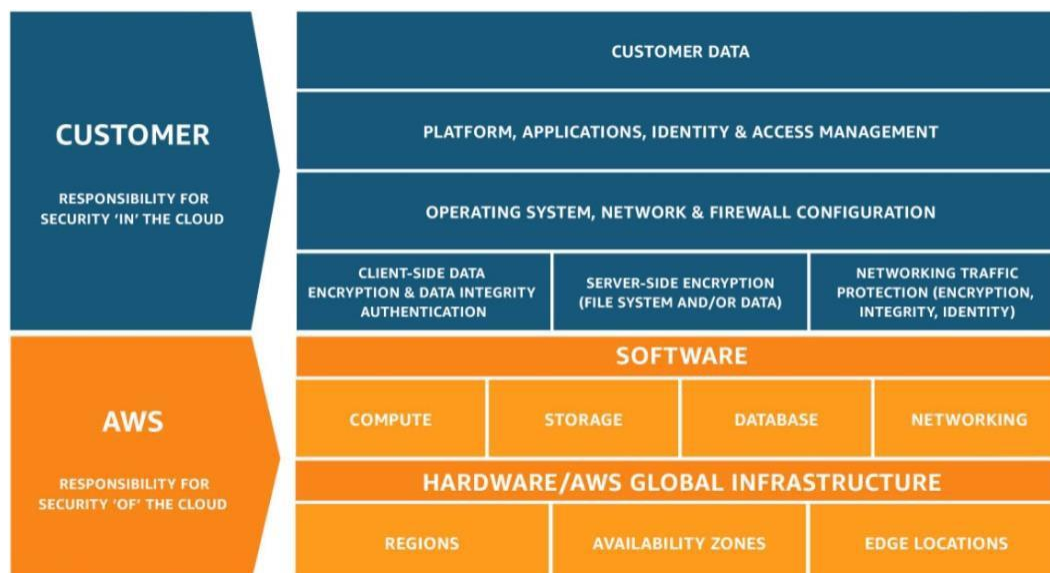 CUSTOMER
RESPONSIBILITY FOR
SECURITY ‘IN’ THE CLOUD
CUSTOMER DATA
PLATFORM, APPLICATIONS, IDENTITY & ACCESS MANAGEMENT
OPERATING SYSTEM, NETWORK & FIREWALL CONFIGURATION
CLIENT-SIDE DATA
ENCRYPTION & DATA INTEGRITY
AUTHENTICATION
SERVER-SIDE ENCRYPTION
(FILE SYSTEM AND/OR DATA)
NETWORKING TRAFFIC
PROTECTION (ENCRYPTION,
INTEGRITY, IDENTITY)
AWS
RESPONSIBILITY FOR
SECURITY ‘OF’ THE CLOUD
SOFTWARE
COMPUTE
STORAGE
DATABASE
NETWORKING
HARDWARE/AWS GLOBAL INFRASTRUCTURE
REGIONS
AVAILABILITY ZONES
EDGE LOCATIONS